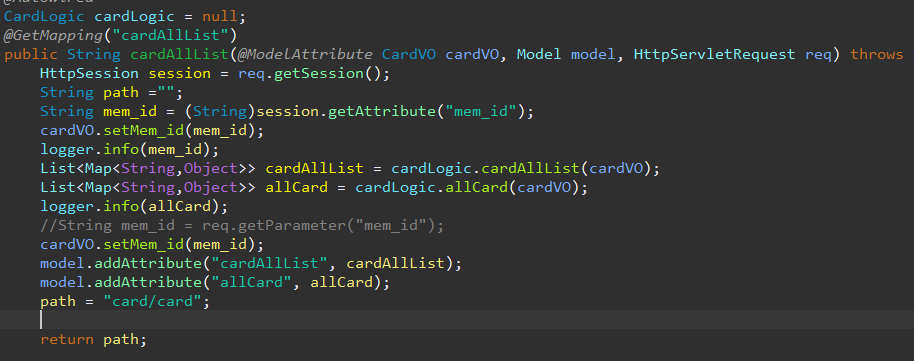 @Autowired
CardLogic cardLogic = null;
@GetMapping("cardAllList")
public String cardAllList(@ModelAttribute CardVO cardVO, Model model, HttpServletRequest req) throws
HttpSession session = req.getSession();
String path ="";
String mem_id = (String)session.getAttribute("mem_id");
cardVO.setMem_id(mem_id);
logger.info(mem_id);
List<Map<String,Object>> cardAllList = cardLogic.cardAllList(cardVO);
List<Map<String,Object>> allCard = cardLogic.allCard(cardVO);
logger.info(allCard);
//String mem_id = req.getParameter("mem_id");
cardVO.setMem_id(mem_id);
model.addAttribute("cardAllList", cardAllList);
model.addAttribute("allCard", allCard);
path = "card/card";
return path;